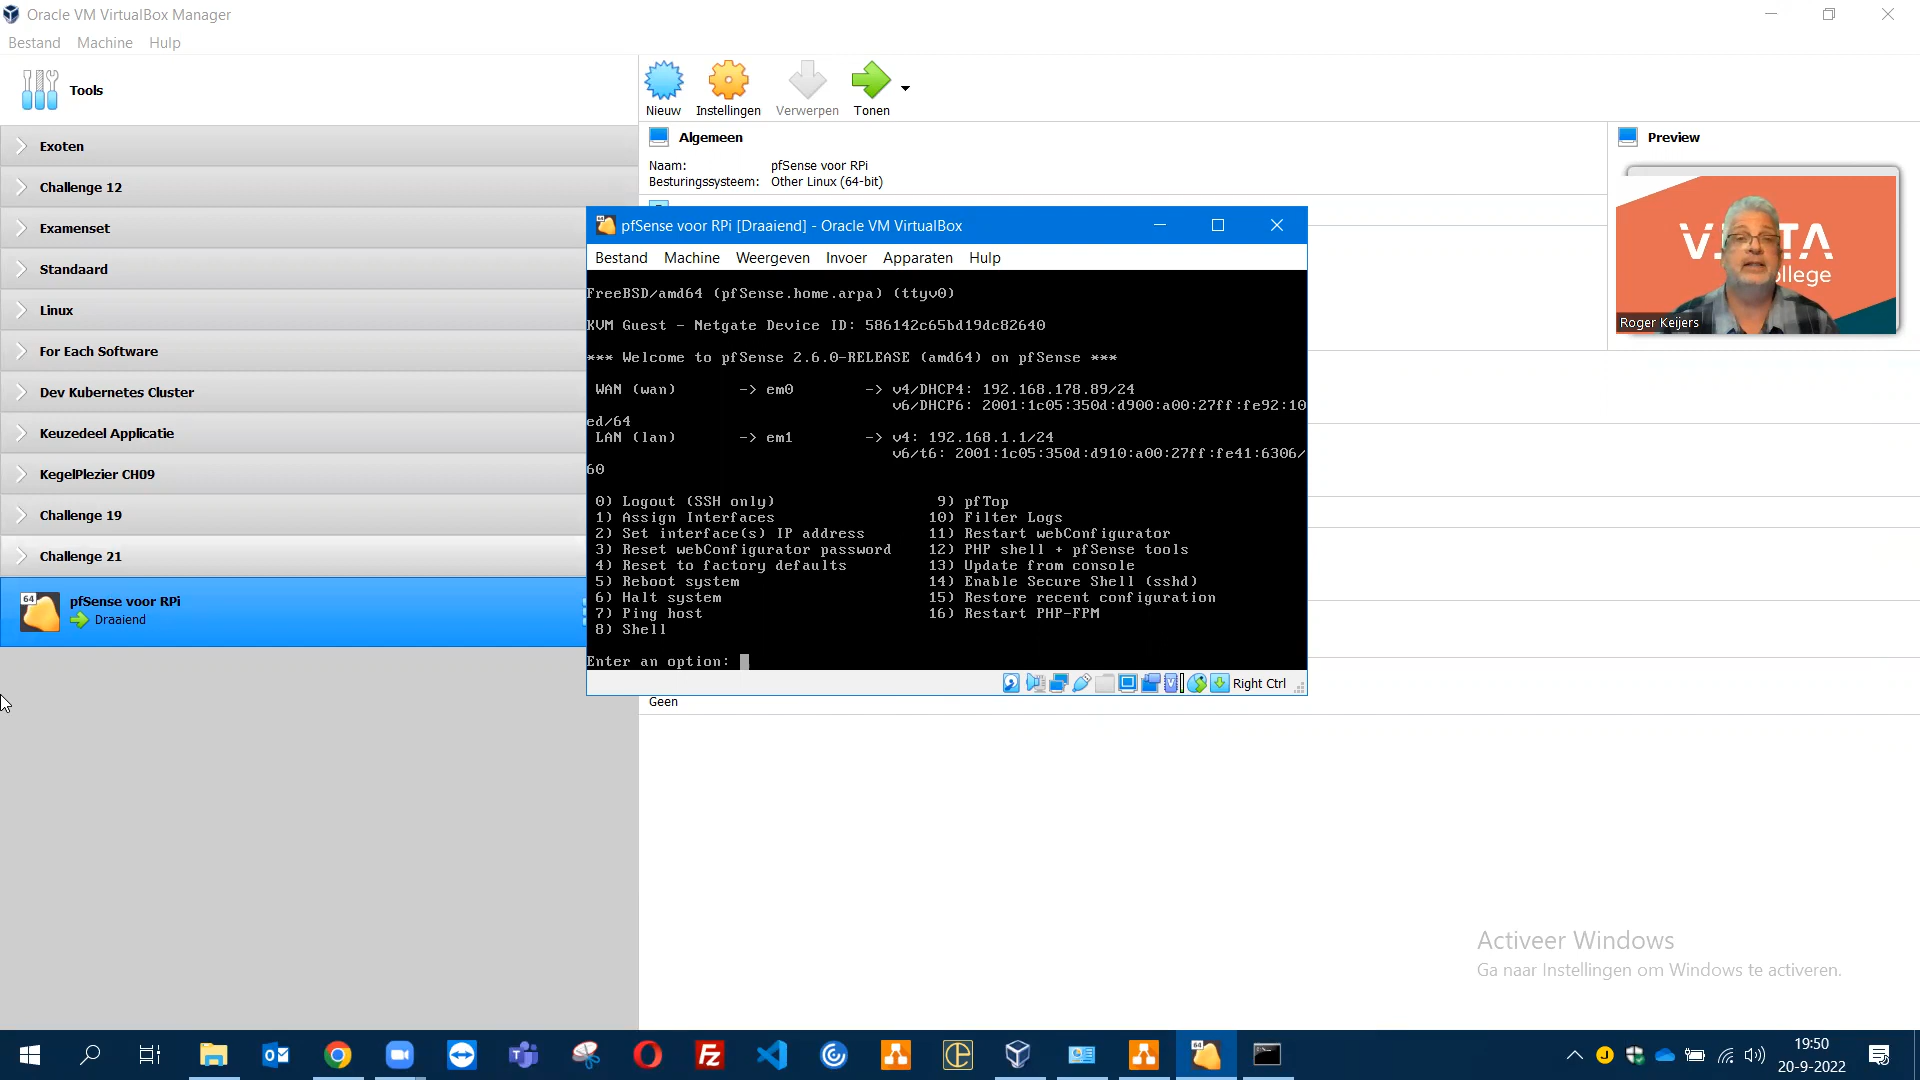 Oracle VM VirtualBox Manager
Bestand Machine Hulp
Tools
Exoten
Challenge 12
Examenset
Standaard
Linux
For Each Software
Dev Kubernetes Cluster
Keuzedeel Applicatie
KegelPlezier CH09
Challenge 19
Challenge 21
64
pfSense voor RPi
Draaiend
Nieuw Instellingen Verwerpen Tonen
Algemeen
Naam: pfSense voor RPi
Besturingssysteem: Other Linux (64-bit)
Preview
College
Roger Keijers
pfSense voor RPi [Draaiend] - Oracle VM VirtualBox
Bestand Machine Weergeven Invoer Apparaten Hulp
FreeBSD/amd64 (pfSense.home.arpa) (ttyv0)
KVM Guest - Netgate Device ID: 586142c65bd19dc82640
*** Welcome to pfSense 2.6.0-RELEASE (amd64) on pfSense ***
WAN (wan) -> em0 -> v4/DHCP4: 192.168.178.89/24
v6/DHCP6: 2001:1c05:350d:d900:a00:27ff:fe92:10
ed/64
LAN (lan) -> em1 -> v4: 192.168.1.1/24
v6/t6: 2001:1c05:350d:d910:a00:27ff:fe41:6306/
60
0) Logout (SSH only) 9) pfTop
1) Assign Interfaces 10) Filter Logs
2) Set interface(s) IP address 11) Restart webConfigurator
3) Reset webConfigurator password 12) PHP shell + pfSense tools
4) Reset to factory defaults 13) Update from console
5) Reboot system 14) Enable Secure Shell (sshd)
6) Halt system 15) Restore recent configuration
7) Ping host 16) Restart PHP-FPM
8) Shell
Enter an option:
Right Ctrl
Geen
Activeer Windows
Ga naar Instellingen om Windows te activeren.
19:50
20-9-2022